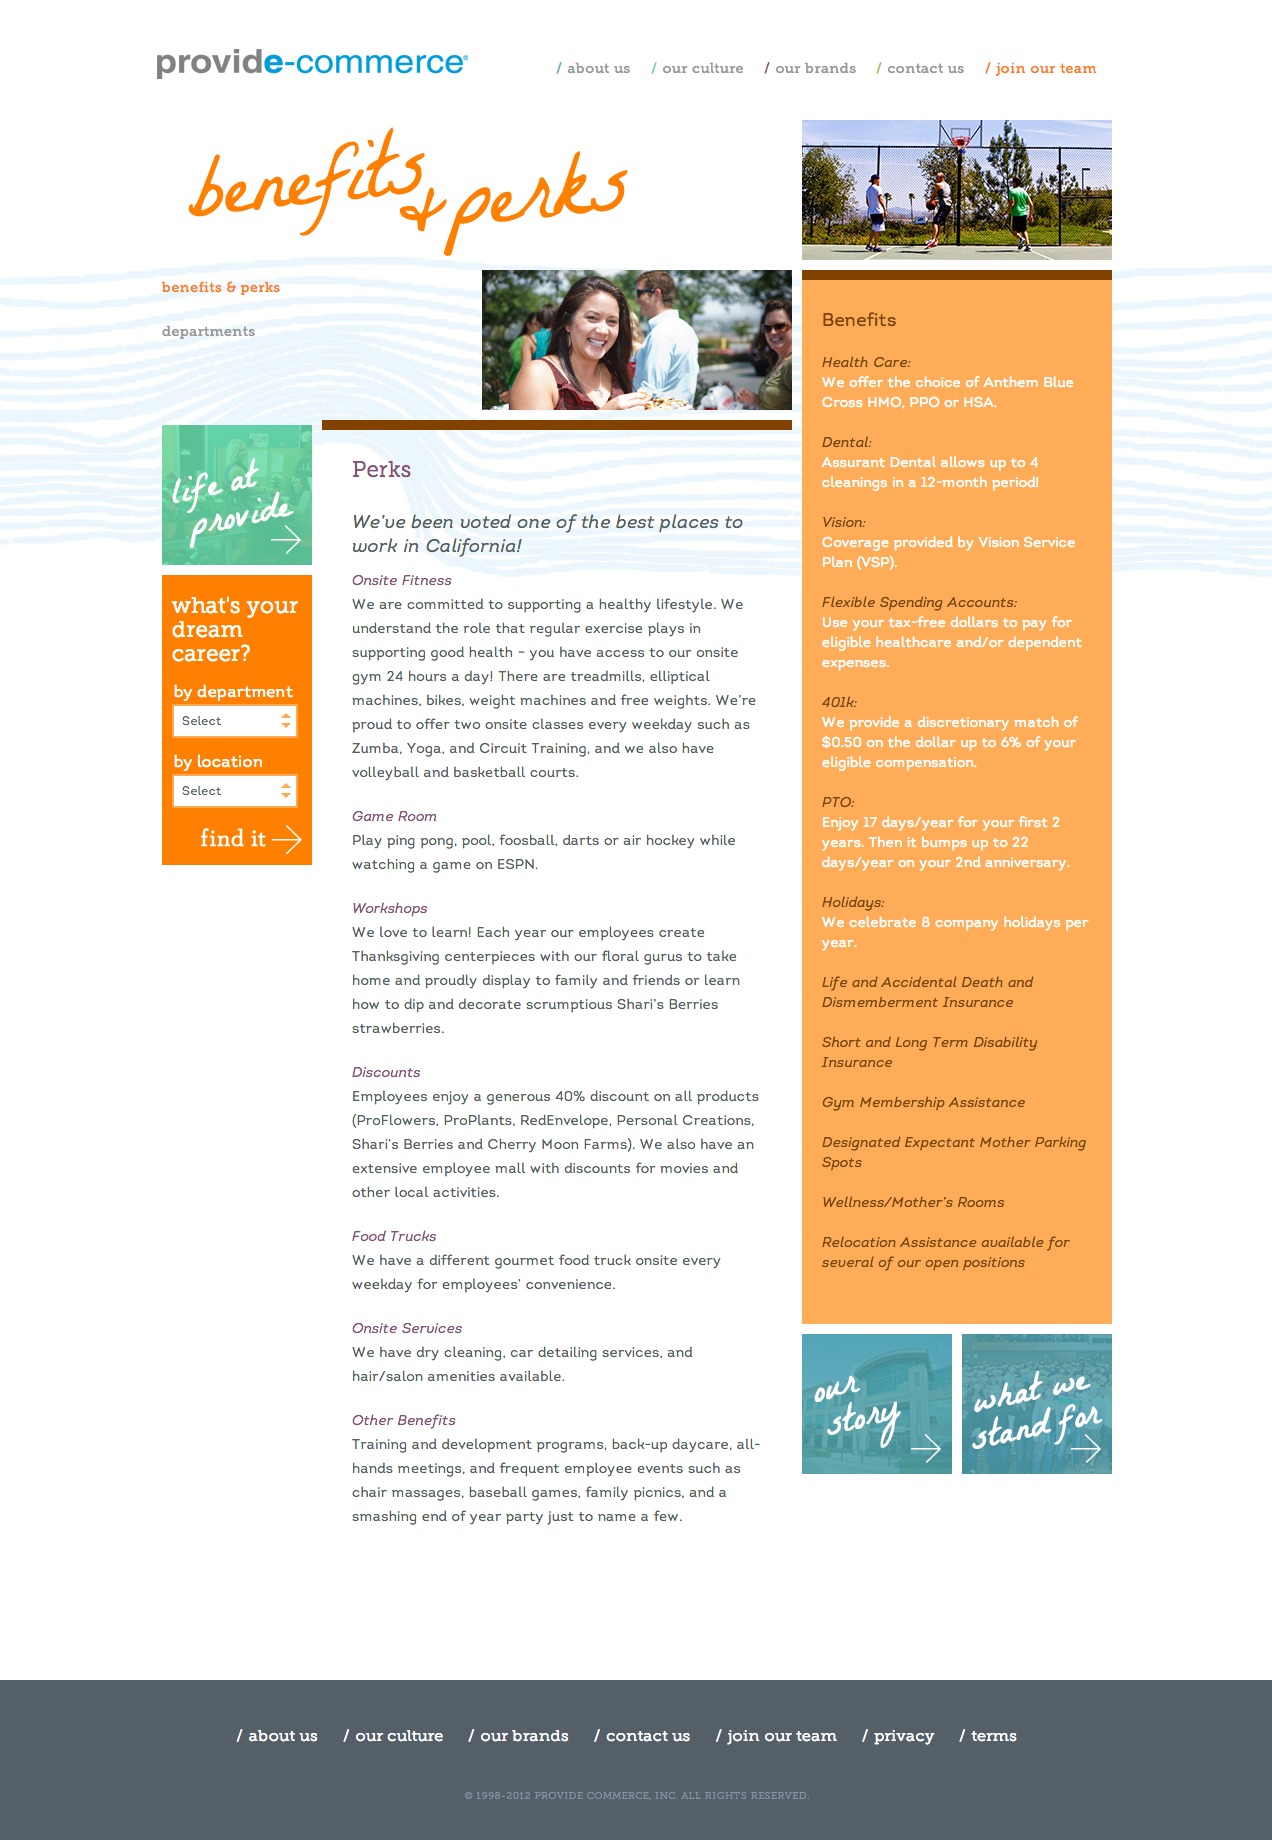 provide-commerce®
/ about us / our culture / our brands / contact us / join our team
benefits & perks
benefits & perks
departments
life at
provide
what's your
dream
career?
by department
Select
by location
Select
find it
Perks
We've been voted one of the best places to
work in California!
Onsite Fitness
We are committed to supporting a healthy lifestyle. We
understand the role that regular exercise plays in
supporting good health – you have access to our onsite
gym 24 hours a day! There are treadmills, elliptical
machines, bikes, weight machines and free weights. We're
proud to offer two onsite classes every weekday such as
Zumba, Yoga, and Circuit Training, and we also have
volleyball and basketball courts.
Game Room
Play ping pong, pool, foosball, darts or air hockey while
watching a game on ESPN.
Workshops
We love to learn! Each year our employees create
Thanksgiving centerpieces with our floral gurus to take
home and proudly display to family and friends or learn
how to dip and decorate scrumptious Shari's Berries
strawberries.
Discounts
Employees enjoy a generous 40% discount on all products
(ProFlowers, ProPlants, RedEnvelope, Personal Creations,
Shari's Berries and Cherry Moon Farms). We also have an
extensive employee mall with discounts for movies and
other local activities.
Food Trucks
We have a different gourmet food truck onsite every
weekday for employees' convenience.
Onsite Services
We have dry cleaning, car detailing services, and
hair/salon amenities available.
Other Benefits
Training and development programs, back-up daycare, all-
hands meetings, and frequent employee events such as
chair massages, baseball games, family picnics, and a
smashing end of year party just to name a few.
Benefits
Health Care:
We offer the choice of Anthem Blue
Cross HMO, PPO or HSA.
Dental:
Assurant Dental allows up to 4
cleanings in a 12-month period!
Vision:
Coverage provided by Vision Service
Plan (VSP).
Flexible Spending Accounts:
Use your tax-free dollars to pay for
eligible healthcare and/or dependent
expenses.
401k:
We provide a discretionary match of
$0.50 on the dollar up to 6% of your
eligible compensation.
PTO:
Enjoy 17 days/year for your first 2
years. Then it bumps up to 22
days/year on your 2nd anniversary.
Holidays:
We celebrate 8 company holidays per
year.
Life and Accidental Death and
Dismemberment Insurance
Short and Long Term Disability
Insurance
Gym Membership Assistance
Designated Expectant Mother Parking
Spots
Wellness/Mother's Rooms
Relocation Assistance available for
several of our open positions
our
story
what we
stand for
/ about us / our culture / our brands / contact us / join our team / privacy / terms
© 1998-2012 PROVIDE COMMERCE, INC. ALL RIGHTS RESERVED.